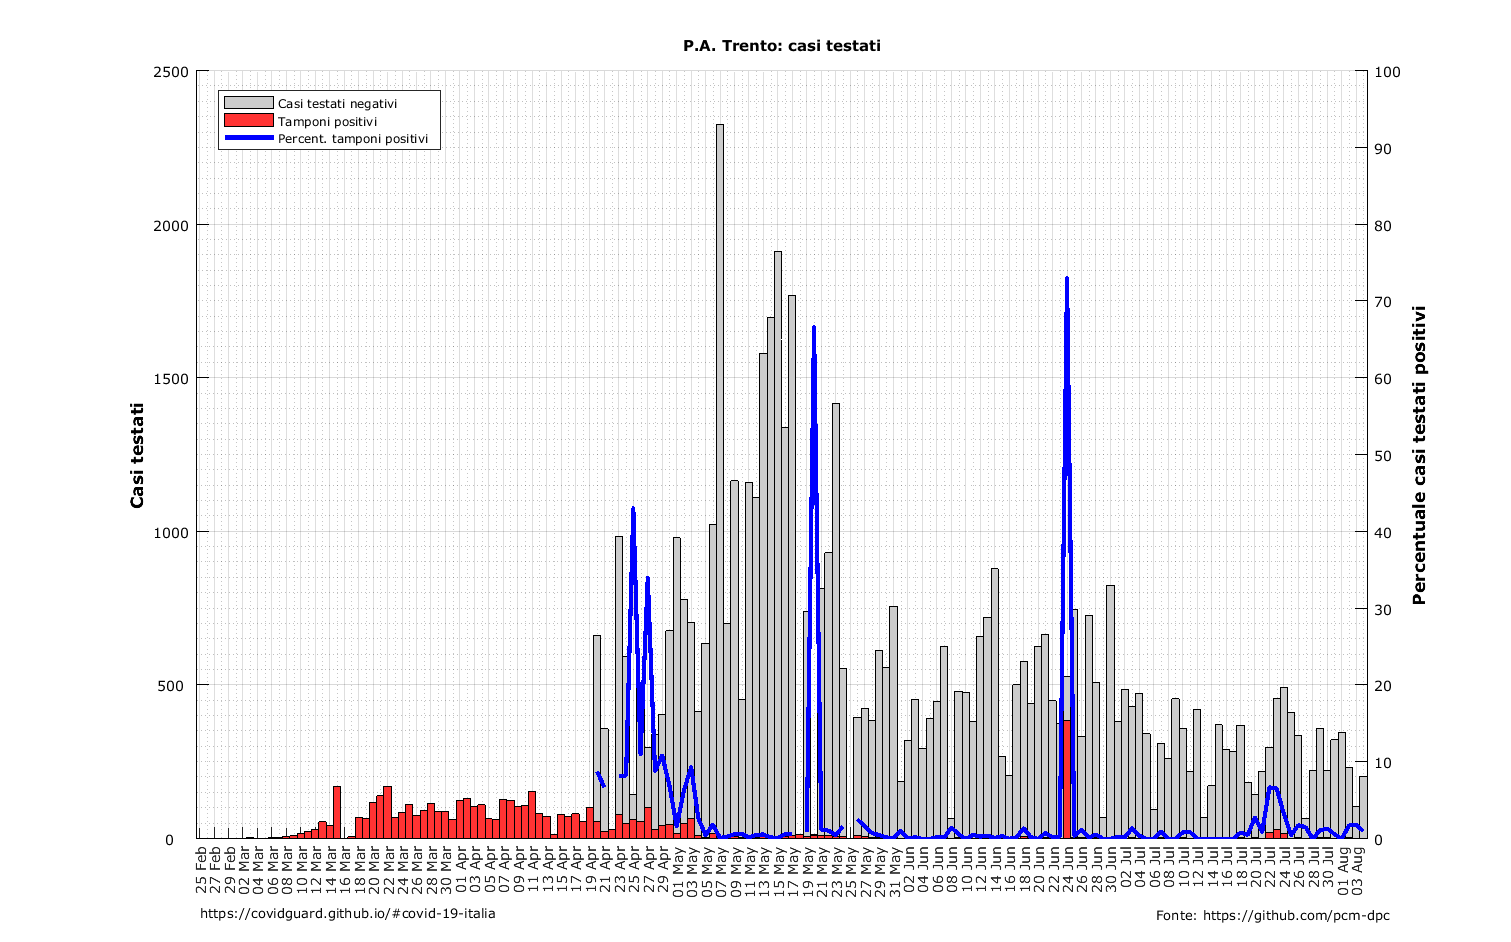 P.A. Trento: casi testati
Casi testati negativi
Tamponi positivi
Percent. tamponi positivi
Casi testati
2500
2000
1500
1000
500
0
100
90
80
70
60
50
40
30
20
10
0
Percentuale casi testati positivi
25 Feb
27 Feb
29 Feb
02 Mar
04 Mar
06 Mar
08 Mar
10 Mar
12 Mar
14 Mar
16 Mar
18 Mar
20 Mar
22 Mar
24 Mar
26 Mar
28 Mar
30 Mar
01 Apr
03 Apr
05 Apr
07 Apr
09 Apr
11 Apr
13 Apr
15 Apr
17 Apr
19 Apr
21 Apr
23 Apr
25 Apr
27 Apr
29 Apr
01 May
03 May
05 May
07 May
09 May
11 May
13 May
15 May
17 May
19 May
21 May
23 May
25 May
27 May
29 May
31 May
02 Jun
04 Jun
06 Jun
08 Jun
10 Jun
12 Jun
14 Jun
16 Jun
18 Jun
20 Jun
22 Jun
24 Jun
26 Jun
28 Jun
30 Jun
02 Jul
04 Jul
06 Jul
08 Jul
10 Jul
12 Jul
14 Jul
16 Jul
18 Jul
20 Jul
22 Jul
24 Jul
26 Jul
28 Jul
30 Jul
01 Aug
03 Aug
https://covidguard.github.io/#covid-19-italia
Fonte: https://github.com/pcm-dpc